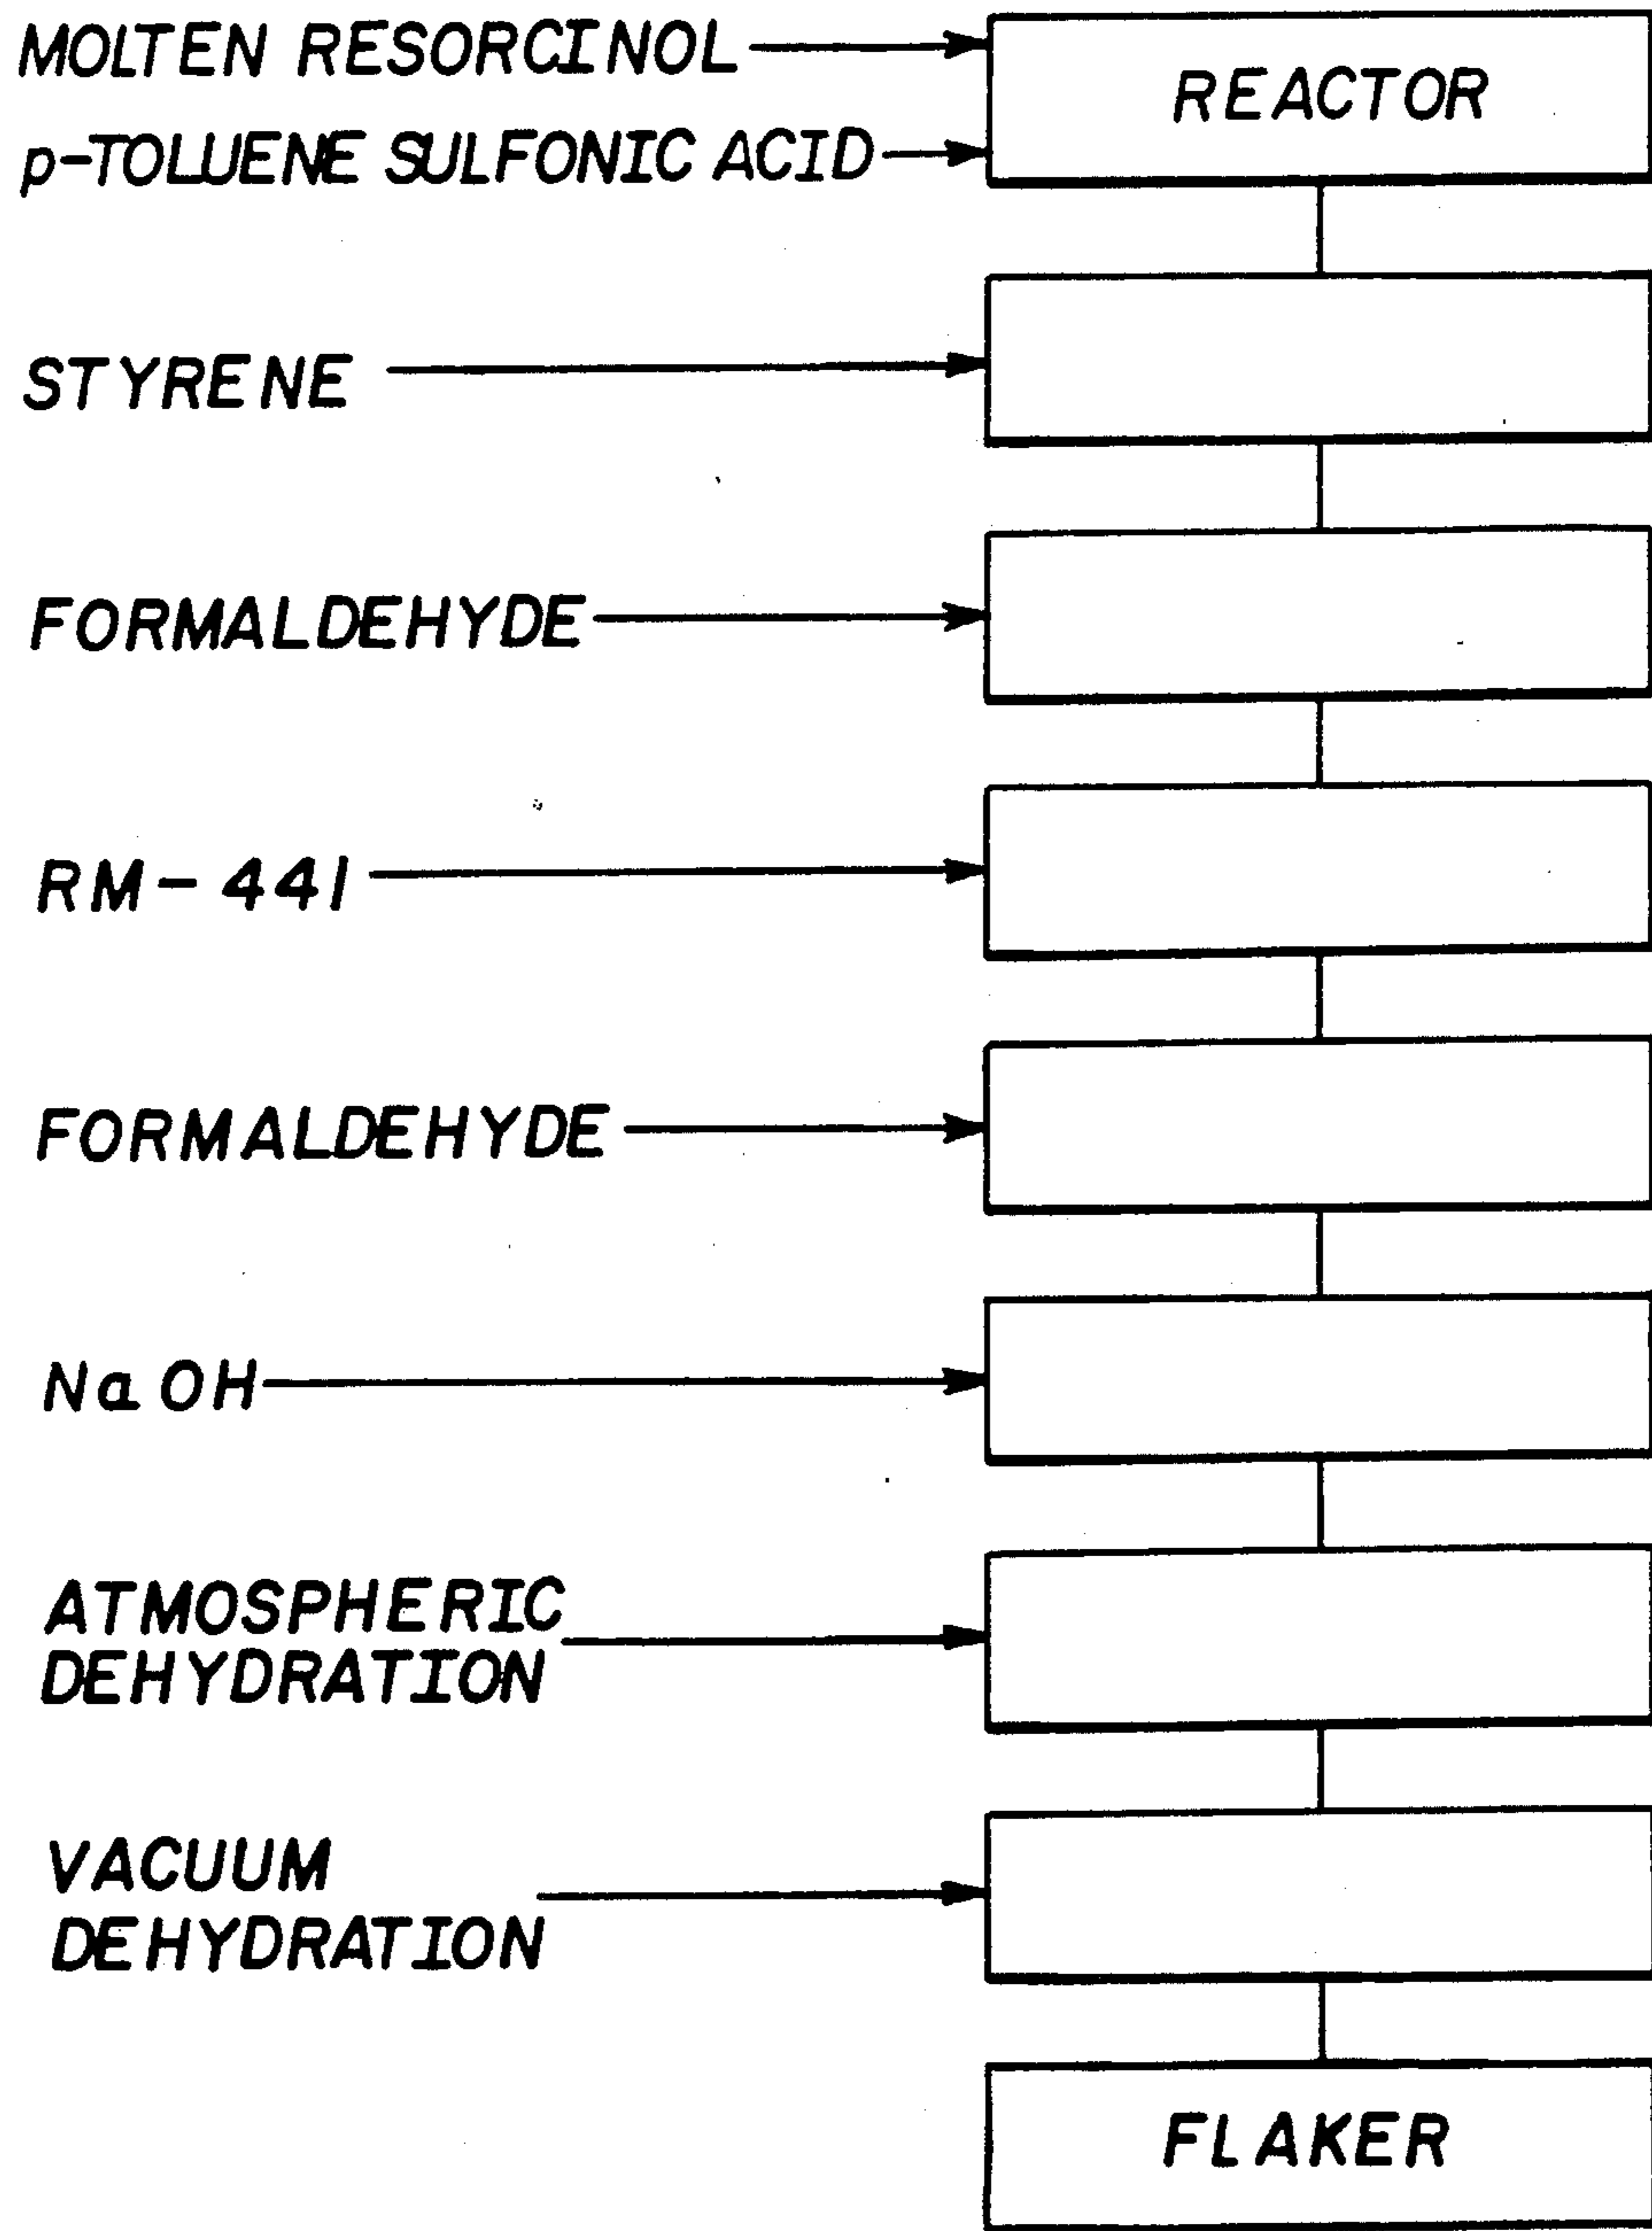 MOLTEN RESORCINOL
REACTOR
p-TOLUENE SULFONIC ACID
STYRENE
FORMALDEHYDE
RM-441
FORMALDEHYDE
NaOH
ATMOSPHERIC
DEHYDRATION
VACUUM
DEHYDRATION
FLAKER